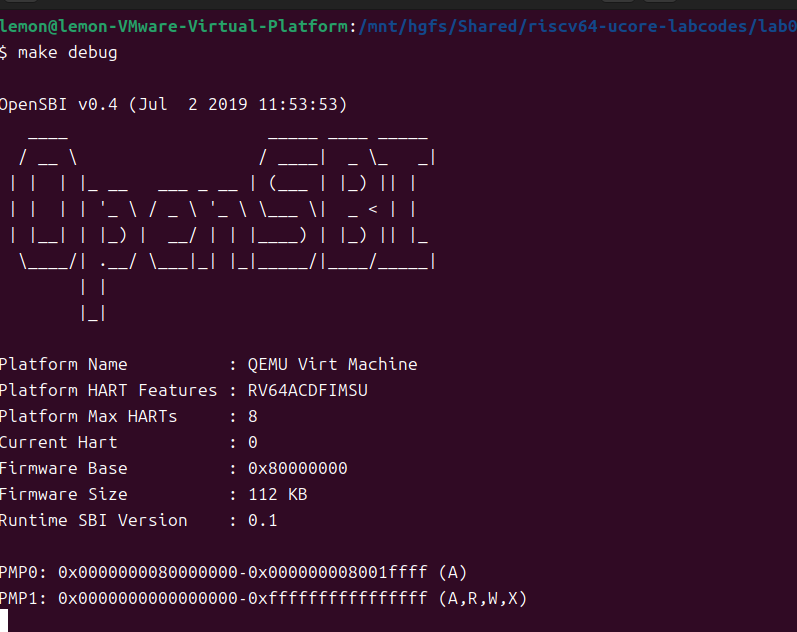 lemon@lemon-VMware-Virtual-Platform:/mnt/hgfs/Shared/riscv64-ucore-labcodes/lab0
$ make debug

OpenSBI v0.4 (Jul  2 2019 11:53:53)
   ____                    _____ ____ _____
  / __ \                  / ____|  _ \_   _|
 | |  | |_ __   ___ _ __ | (___ | |_) || |
 | |  | | '_ \ / _ \ '_ \ \___ \|  _ < | |
 | |__| | |_) |  __/ | | |____) | |_) || |_
  \____/| .__/ \___|_| |_|_____/|____/_____|
        | |
        |_|

Platform Name          : QEMU Virt Machine
Platform HART Features : RV64ACDFIMSU
Platform Max HARTs     : 8
Current Hart           : 0
Firmware Base          : 0x80000000
Firmware Size          : 112 KB
Runtime SBI Version    : 0.1

PMP0: 0x0000000080000000-0x000000008001ffff (A)
PMP1: 0x0000000000000000-0xffffffffffffffff (A,R,W,X)